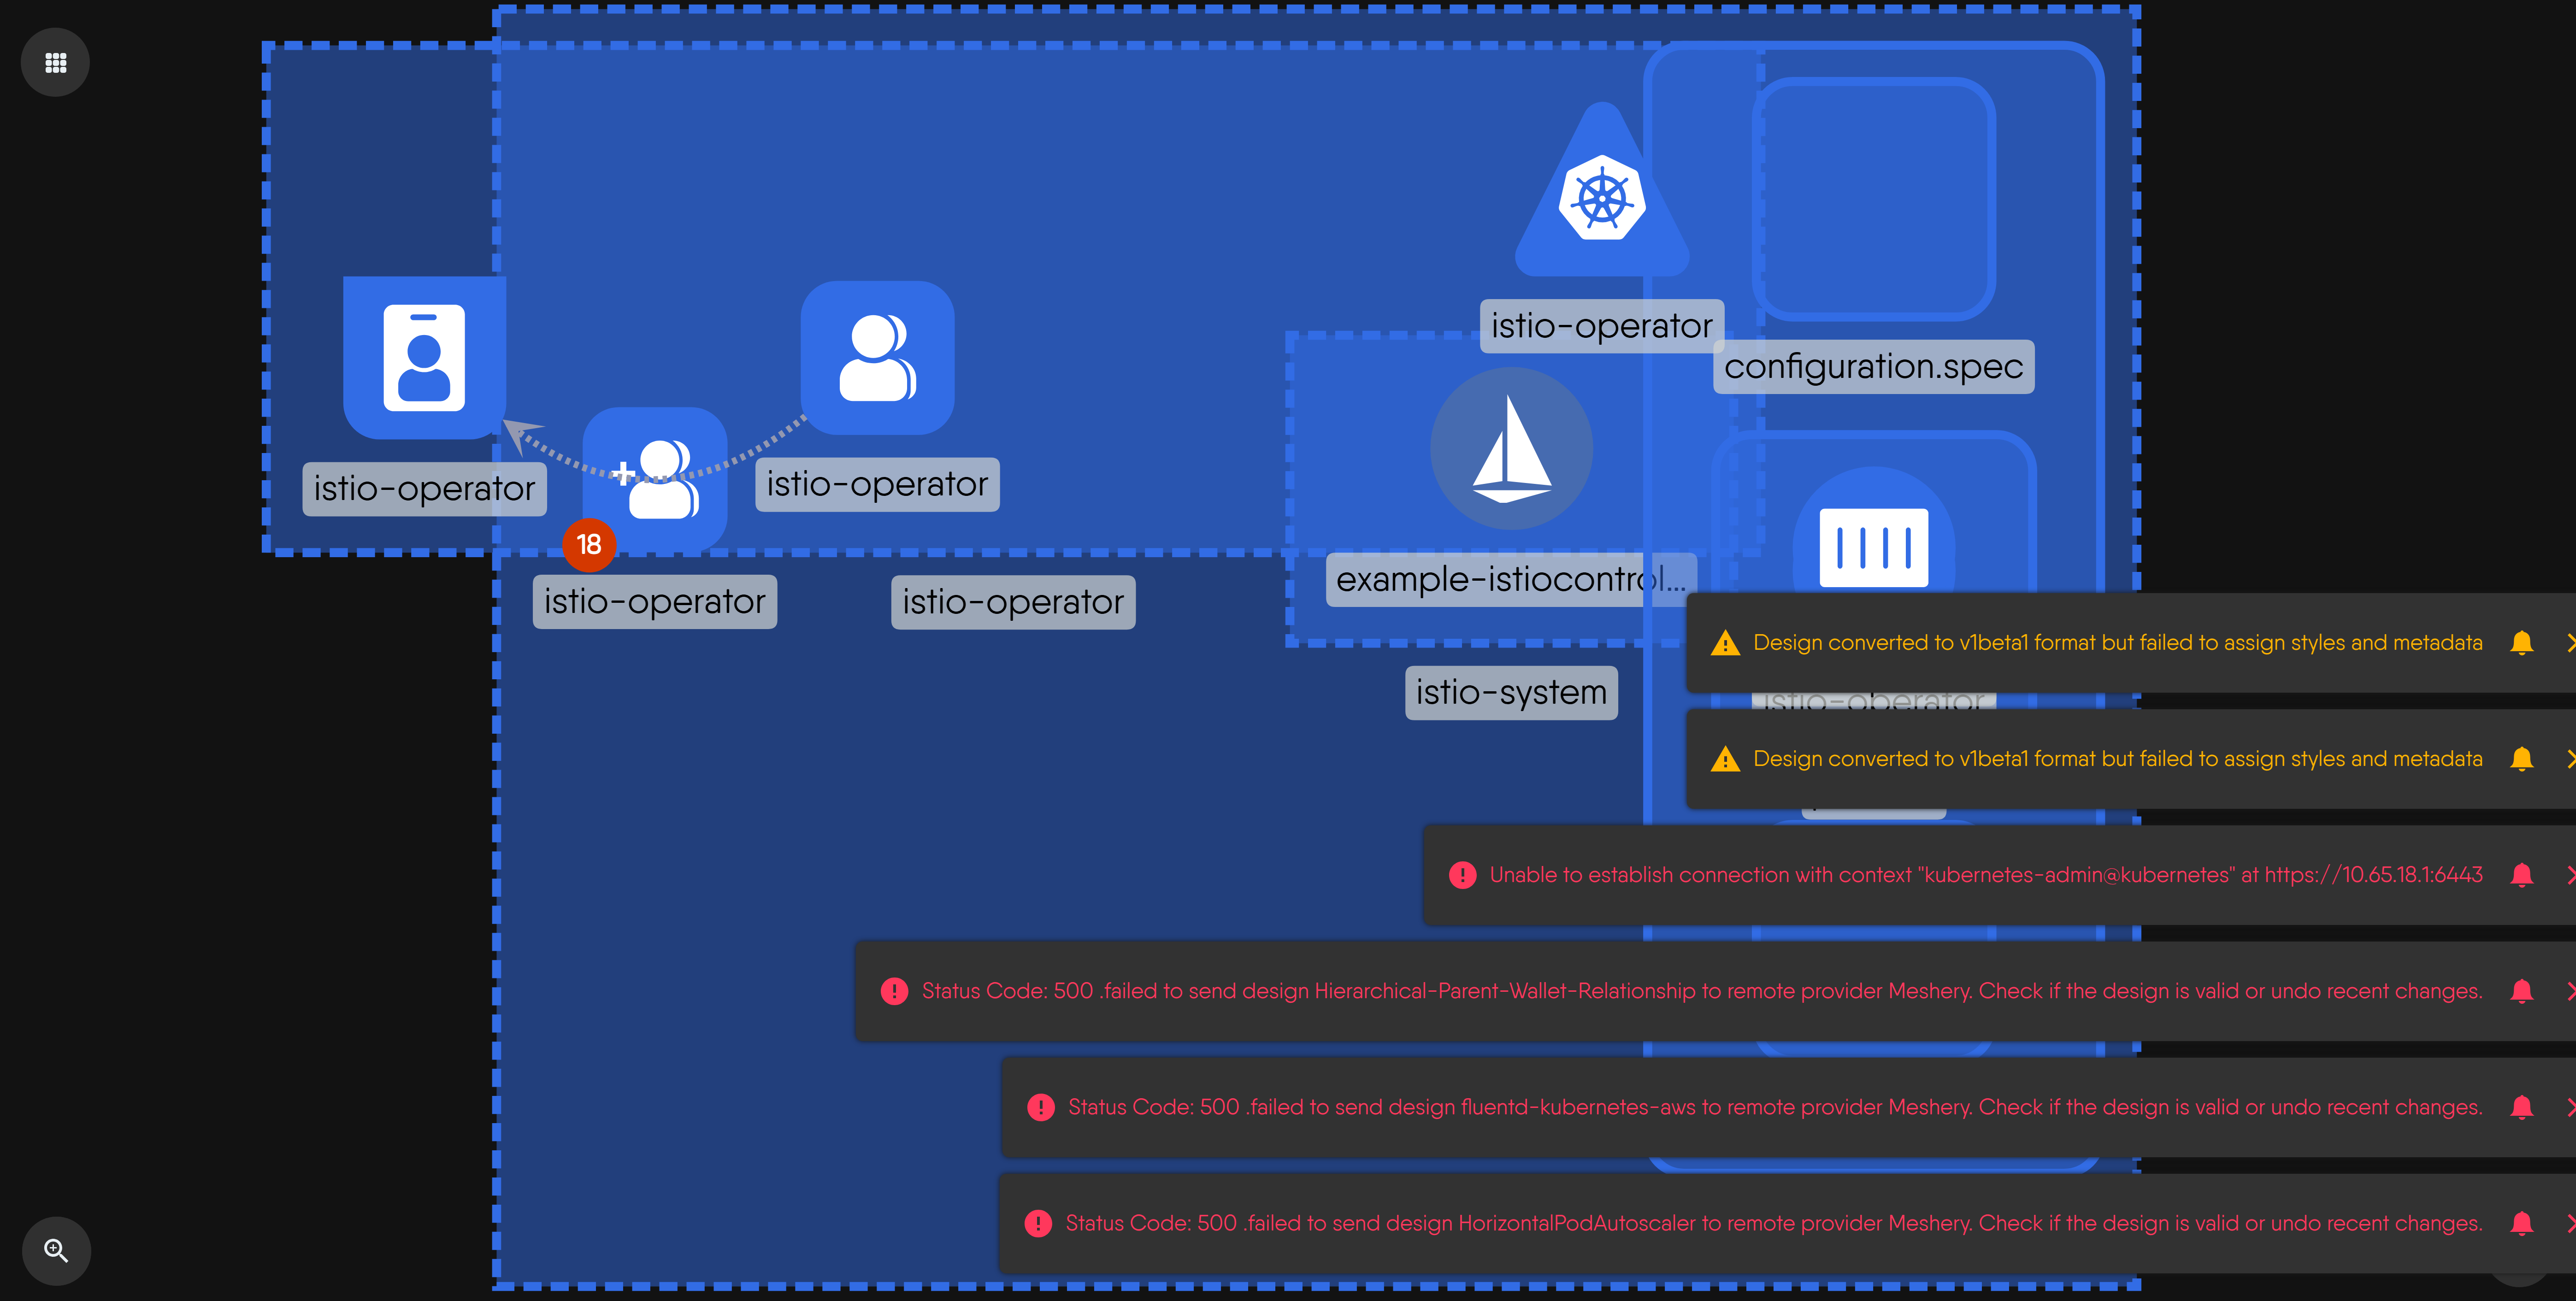 istio-operator
configuration.spec
istio-operator
istio-operator
18
istio-operator
istio-operator
example-istiocontrol...
istio-system
Design converted to v1beta1 format but failed to assign styles and metadata
istio-operator
Design converted to v1beta1 format but failed to assign styles and metadata
Unable to establish connection with context "kubernetes-admin@kubernetes" at https://10.65.18.1:6443
Status Code: 500 .failed to send design Hierarchical-Parent-Wallet-Relationship to remote provider Meshery. Check if the design is valid or undo recent changes.
Status Code: 500 .failed to send design fluentd-kubernetes-aws to remote provider Meshery. Check if the design is valid or undo recent changes.
Status Code: 500 .failed to send design HorizontalPodAutoscaler to remote provider Meshery. Check if the design is valid or undo recent changes.